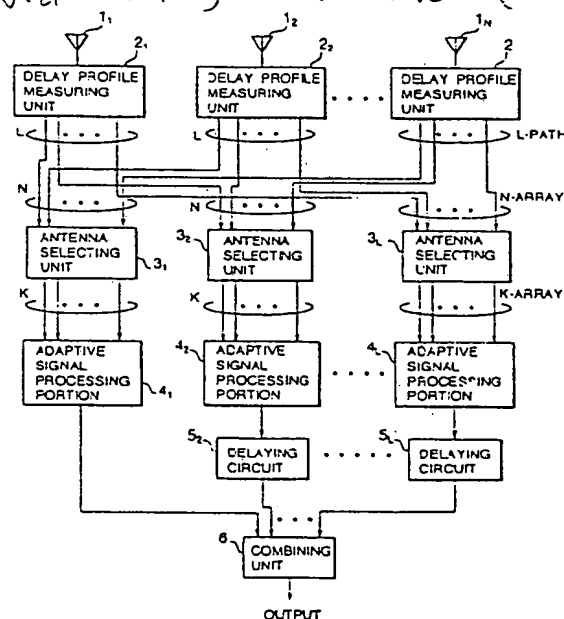 1₁ 1₂ 1N
2₁ 2₂ 2
DELAY PROFILE MEASURING UNIT
DELAY PROFILE MEASURING UNIT
DELAY PROFILE MEASURING UNIT
L L L-PATH
N N N-ARRAY
ANTENNA SELECTING UNIT
3₁
3₂
ANTENNA SELECTING UNIT
3L
ANTENNA SELECTING UNIT
K K K-ARRAY
ADAPTIVE SIGNAL PROCESSING PORTION
4₁
4₂
ADAPTIVE SIGNAL PROCESSING PORTION
4L
ADAPTIVE SIGNAL PROCESSING PORTION
5₂
DELAYING CIRCUIT
5L
DELAYING CIRCUIT
6
COMBINING UNIT
OUTPUT